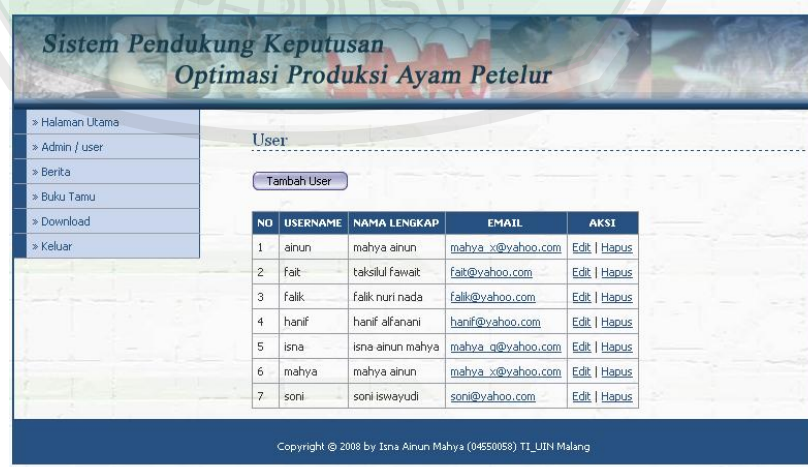 Sistem Pendukung Keputusan
Optimasi Produksi Ayam Petelur
» Halaman Utama
» Admin / user
» Berita
» Buku Tamu
» Download
» Keluar
User
Tambah User
NO USERNAME NAMA LENGKAP EMAIL AKSI
1 ainun mahya ainun mahya_x@yahoo.com Edit | Hapus
2 fait taksilul fawait fait@yahoo.com Edit | Hapus
3 falik falik nuri nada falik@yahoo.com Edit | Hapus
4 hanif hanif alfanani hanif@yahoo.com Edit | Hapus
5 isna isna ainun mahya mahya_q@yahoo.com Edit | Hapus
6 mahya mahya ainun mahya_x@yahoo.com Edit | Hapus
7 soni soni iswayudi soni@yahoo.com Edit | Hapus
Copyright © 2008 by Isna Ainun Mahya (04550058) TI_UIN Malang